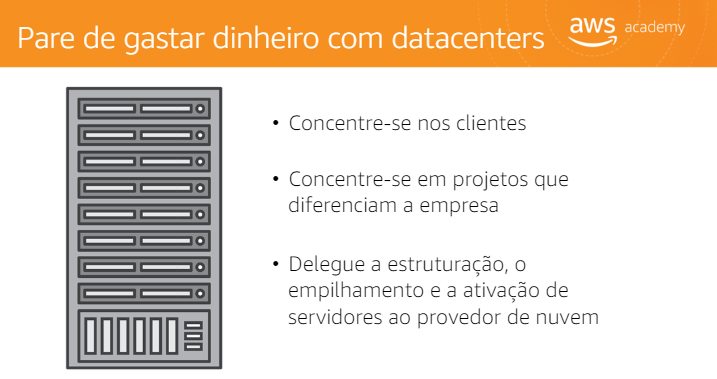 Pare de gastar dinheiro com datacenters
aws academy
• Concentre-se nos clientes
• Concentre-se em projetos que
diferenciam a empresa
• Delegue a estruturação, o
empilhamento e a ativação de
servidores ao provedor de nuvem